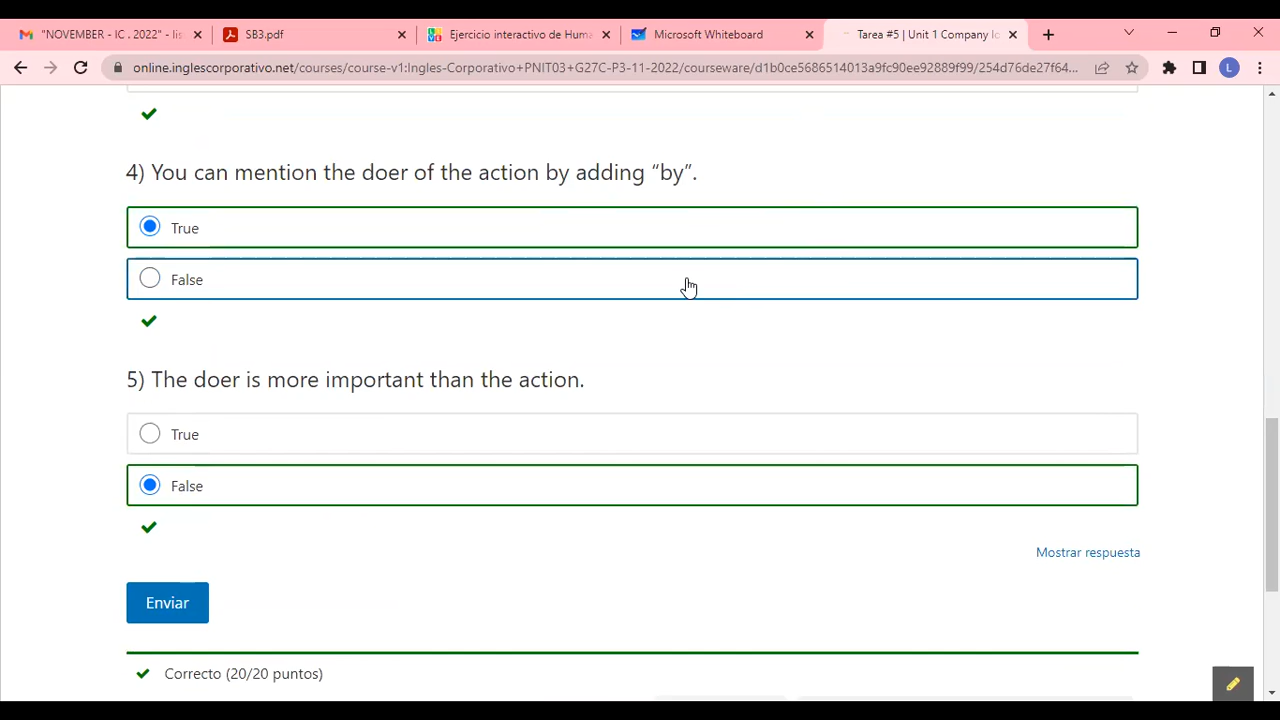 "NOVEMBER - IC . 2022" - lis
SB3.pdf
Ejercicio interactivo de Huma
Microsoft Whiteboard
Tarea #5 | Unit 1 Company lo
online.inglescorporativo.net/courses/course-v1:Ingles-Corporativo+PNIT03+G27C-P3-11-2022/courseware/d1b0ce5686514013a9fc90ee92889f99/254d76de27f64...
L
4) You can mention the doer of the action by adding “by”.
True
False
5) The doer is more important than the action.
True
False
Mostrar respuesta
Enviar
Correcto (20/20 puntos)